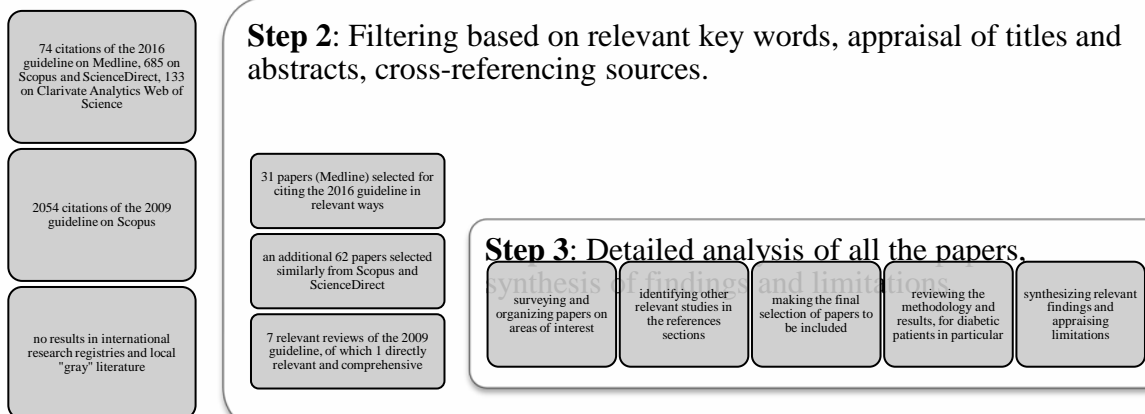 74 citations of the 2016
guideline on Medline, 685 on
Scopus and ScienceDirect, 133
on Clarivate Analytics Web of
Science
2054 citations of the 2009
guideline on Scopus
no results in international
research registries and local
"gray" literature
Step 2: Filtering based on relevant key words, appraisal of titles and
abstracts, cross-referencing sources.
31 papers (Medline) selected for
citing the 2016 guideline in
relevant ways
an additional 62 papers selected
similarly from Scopus and
ScienceDirect
7 relevant reviews of the 2009
guideline, of which 1 directly
relevant and comprehensive
Step 3: Detailed analysis of all the papers,
synthesis of findings and limitations.
surveying and
organizing papers on
areas of interest
identifying other
relevant studies in
the references
sections
making the final
selection of papers to
be included
reviewing the
methodology and
results, for diabetic
patients in particular
synthesizing relevant
findings and
appraising
limitations